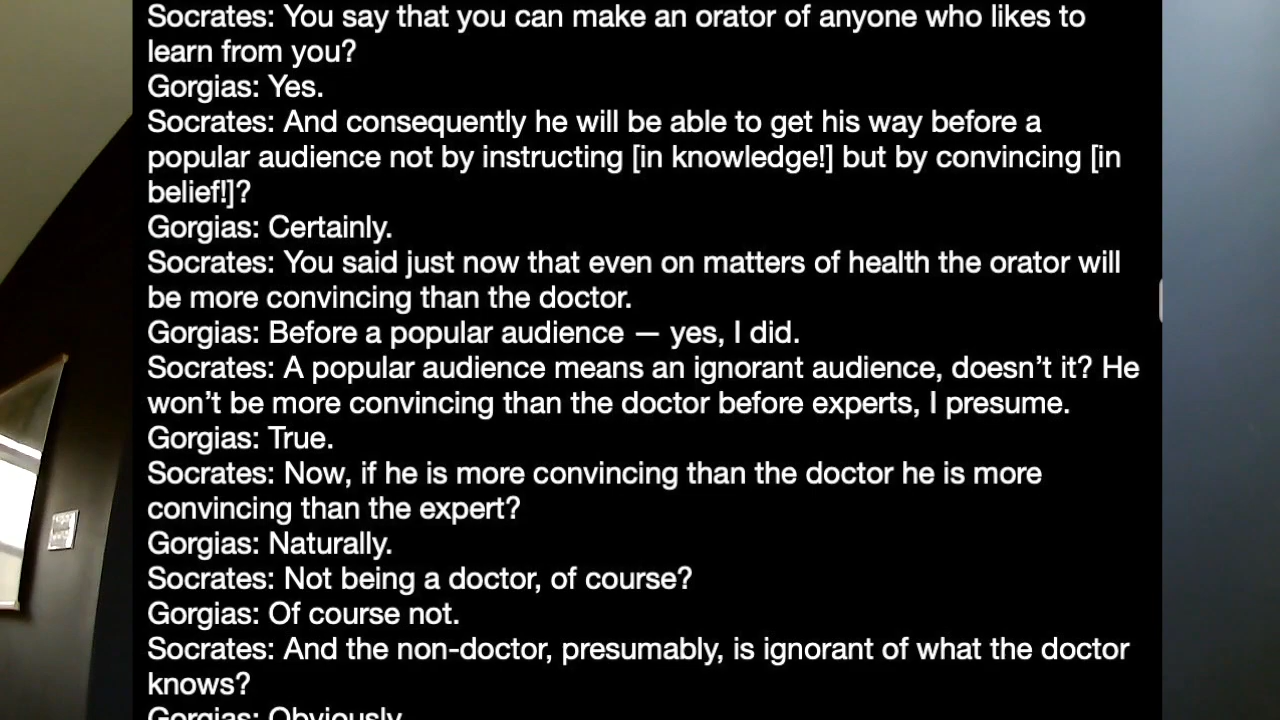 Socrates: You say that you can make an orator of anyone who likes to
learn from you?
Gorgias: Yes.
Socrates: And consequently he will be able to get his way before a
popular audience not by instructing [in knowledge!] but by convincing [in
belief!]?
Gorgias: Certainly.
Socrates: You said just now that even on matters of health the orator will
be more convincing than the doctor.
Gorgias: Before a popular audience — yes, I did.
Socrates: A popular audience means an ignorant audience, doesn’t it? He
won’t be more convincing than the doctor before experts, I presume.
Gorgias: True.
Socrates: Now, if he is more convincing than the doctor he is more
convincing than the expert?
Gorgias: Naturally.
Socrates: Not being a doctor, of course?
Gorgias: Of course not.
Socrates: And the non-doctor, presumably, is ignorant of what the doctor
knows?
Gorgias: Obviously.